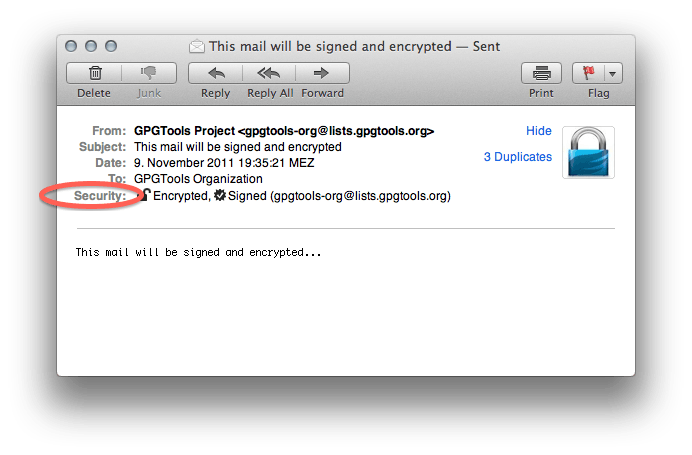 This mail will be signed and encrypted — Sent
Delete Junk Reply Reply All Forward Print Flag
From: GPGTools Project <gpgtools-org@lists.gpgtools.org> Hide
Subject: This mail will be signed and encrypted
Date: 9. November 2011 19:35:21 MEZ 3 Duplicates
To: GPGTools Organization
Security: Encrypted, Signed (gpgtools-org@lists.gpgtools.org)
This mail will be signed and encrypted...